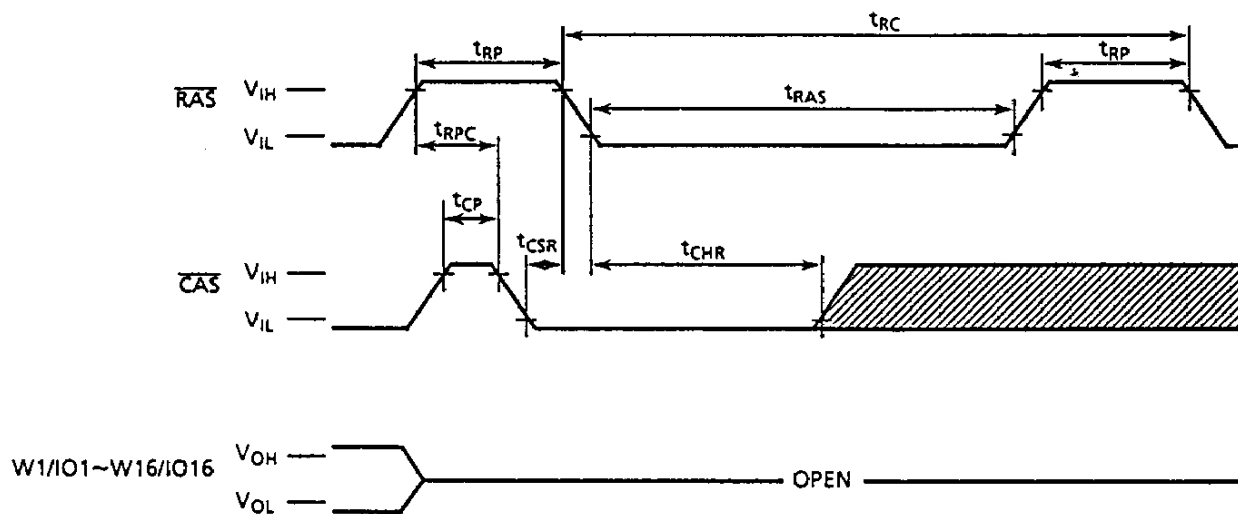 tRC
tRP
tRP
RAS
VIH
VIL
tRAS
tRPC
tCP
tCSR
tCHR
CAS
VIH
VIL
W1/IO1~W16/IO16
VOH
VOL
OPEN